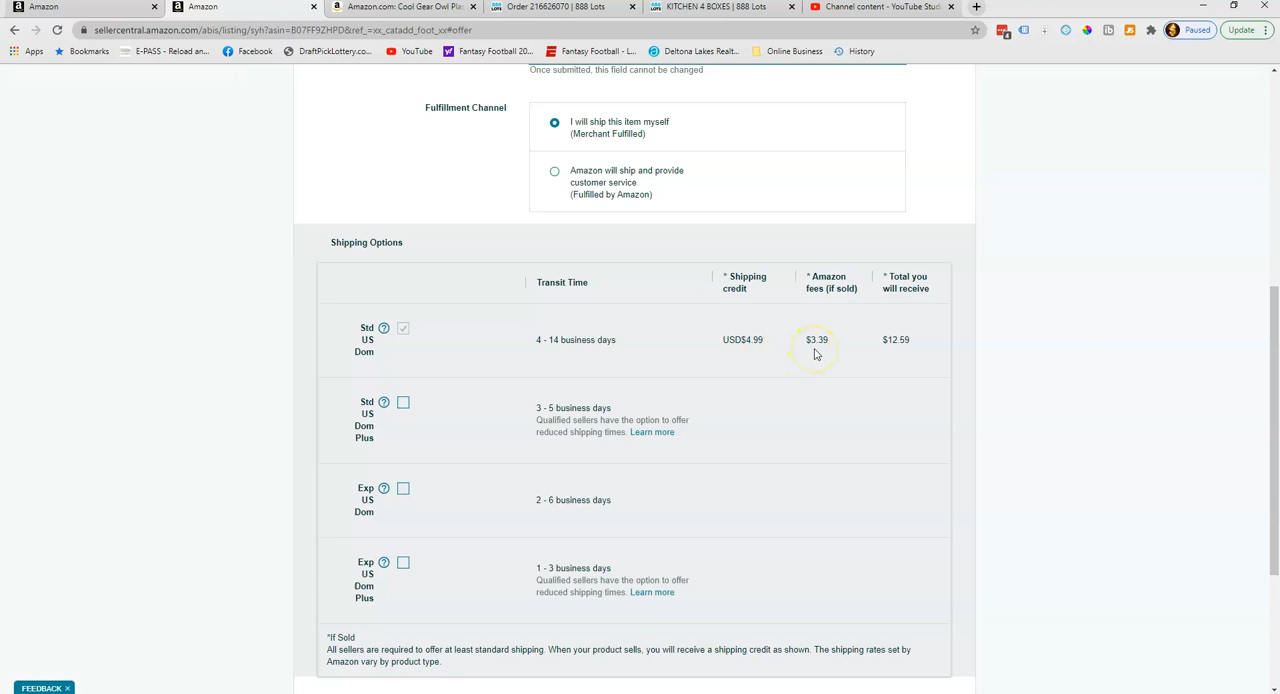 Amazon
Amazon
Amazon.com: Cool Gear Owl Pla
Order 216626070 | 888 Lots
KITCHEN 4 BOXES | 888 Lots
Channel content - YouTube Stud
sellercentral.amazon.com/abis/listing/syh?asin=B07FF9ZHPD&ref_=xx_catadd_foot_xx#offer
Paused
Update
Apps
Bookmarks
E-PASS - Reload an...
Facebook
DraftPickLottery.co...
YouTube
Fantasy Football 20...
Fantasy Football - L...
Deltona Lakes Realt...
Online Business
History
Once submitted, this field cannot be changed
Fulfillment Channel
I will ship this item myself
(Merchant Fulfilled)
Amazon will ship and provide
customer service
(Fulfilled by Amazon)
Shipping Options
Transit Time
* Shipping
credit
* Amazon
fees (if sold)
* Total you
will receive
Std
US
Dom
4 - 14 business days
USD$4.99
$3.39
$12.59
Std
US
Dom
Plus
3 - 5 business days
Qualified sellers have the option to offer
reduced shipping times. Learn more
Exp
US
Dom
2 - 6 business days
Exp
US
Dom
Plus
1 - 3 business days
Qualified sellers have the option to offer
reduced shipping times. Learn more
*If Sold
All sellers are required to offer at least standard shipping. When your product sells, you will receive a shipping credit as shown. The shipping rates set by
Amazon vary by product type.
FEEDBACK